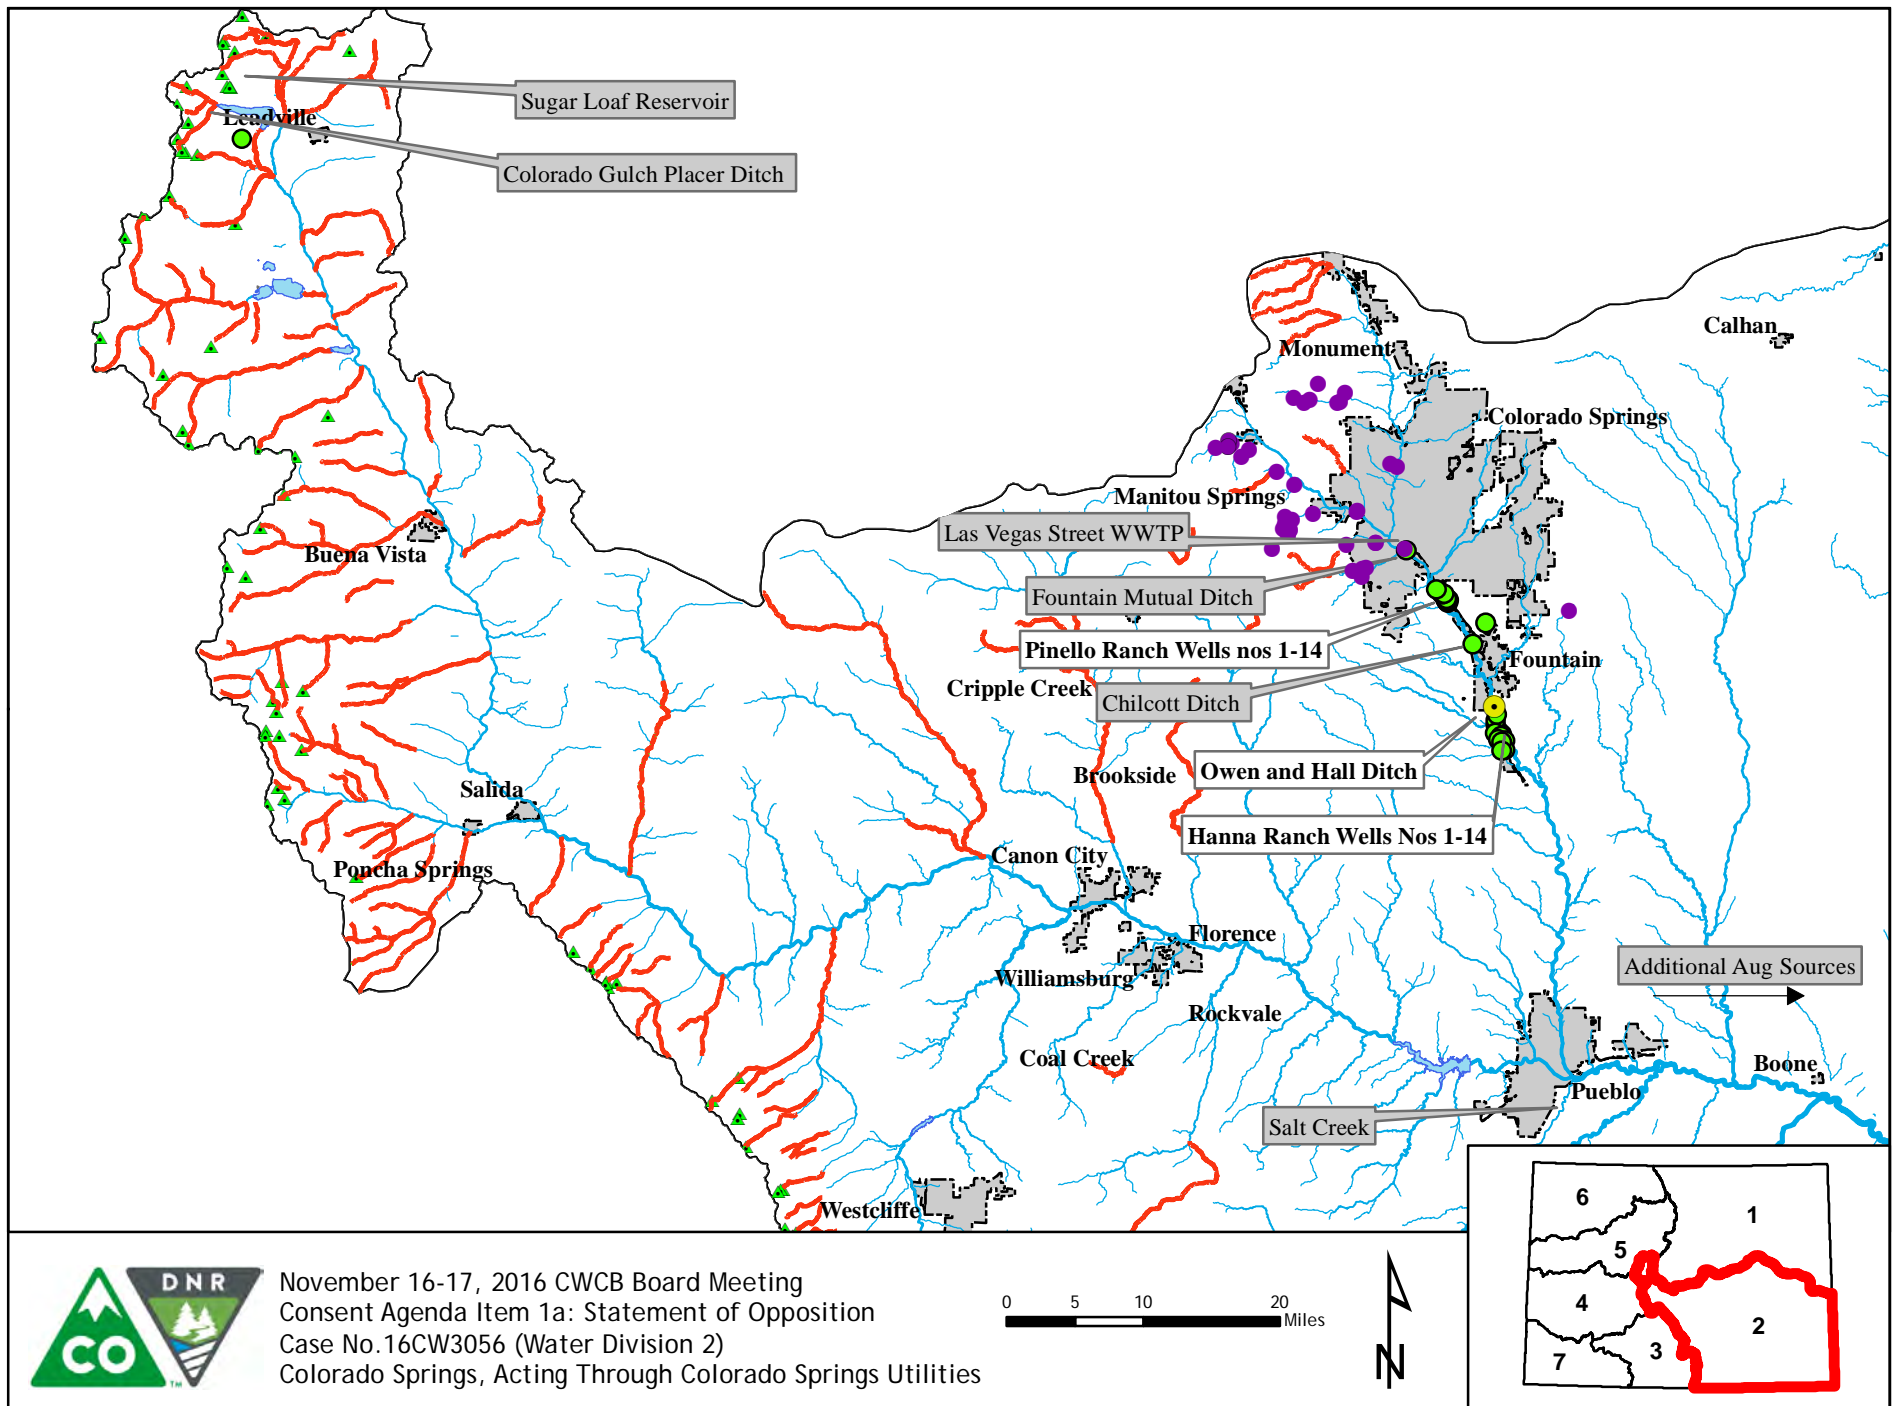 Sugar Loaf Reservoir
Leadville
Colorado Gulch Placer Ditch
Calhan
Monument
Colorado Springs
Manitou Springs
Las Vegas Street WWTP
Buena Vista
Fountain Mutual Ditch
Pinello Ranch Wells nos 1-14
Fountain
Cripple Creek
Chilcott Ditch
Brookside
Owen and Hall Ditch
Salida
Hanna Ranch Wells Nos 1-14
Canon City
Poncha Springs
Florence
Williamsburg
Additional Aug Sources
Rockvale
Coal Creek
Boone
Pueblo
Salt Creek
Westcliffe
6
1
5
4
2
3
7
DNR
CO
TM
November 16-17, 2016 CWCB Board Meeting
Consent Agenda Item 1a: Statement of Opposition
Case No.16CW3056 (Water Division 2)
Colorado Springs, Acting Through Colorado Springs Utilities
0 5 10 20
Miles
N